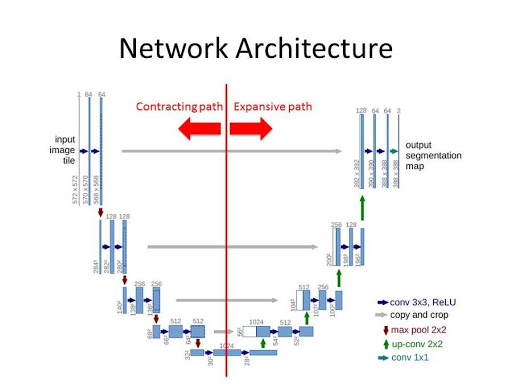 Network Architecture
Contracting path
Expansive path
1 64 64
128 64 64 2
input
image
tile
output
segmentation
map
572 x 572
570 x 570
568 x 568
392 x 392
390 x 390
388 x 388
388 x 388
128 128
256 128
284²
282²
280²
200²
198²
196²
256 256
512 256
140²
138²
136²
104²
102²
100²
512 512
1024 512
68²
66²
64²
56²
54²
52²
1024
32²
30²
28²
conv 3x3, ReLU
copy and crop
max pool 2x2
up-conv 2x2
conv 1x1